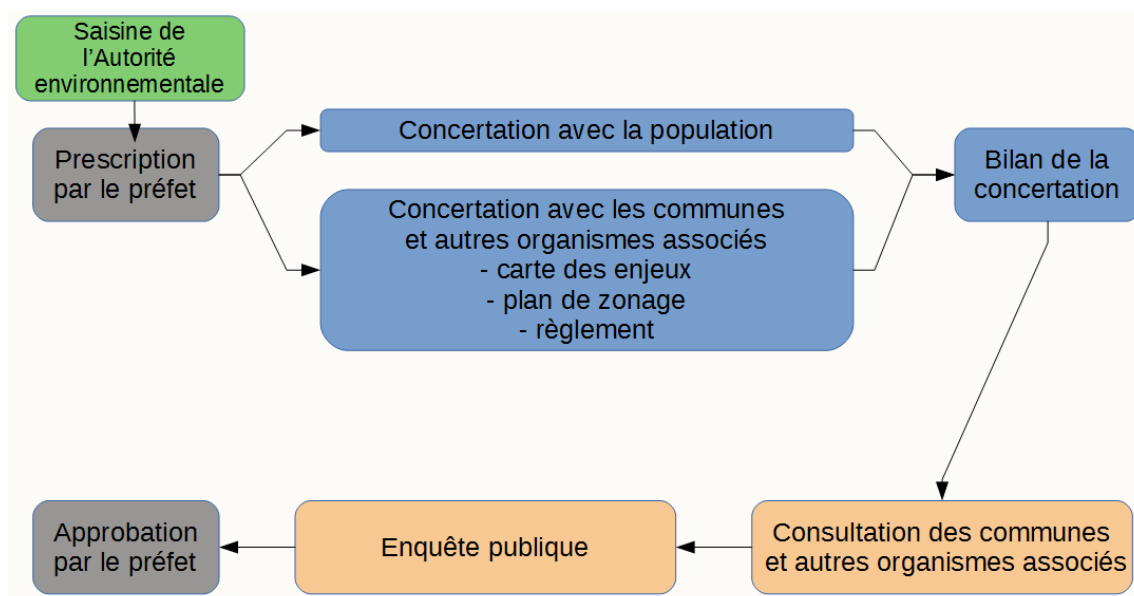 Saisine de
l’Autorité
environnementale
Prescription
par le préfet
Concertation avec la population
Concertation avec les communes
et autres organismes associés
- carte des enjeux
- plan de zonage
- règlement
Bilan de la
concertation
Consultation des communes
et autres organismes associés
Enquête publique
Approbation
par le préfet